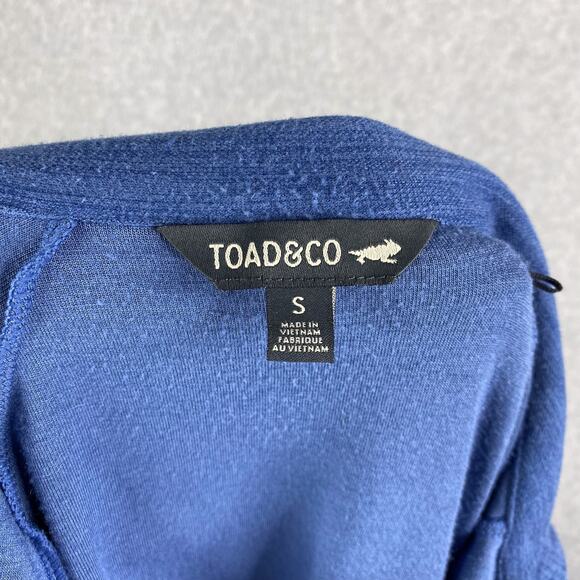 TOAD&CO
S
MADE IN
VIETNAM
FABRIQUE
AU VIETNAM